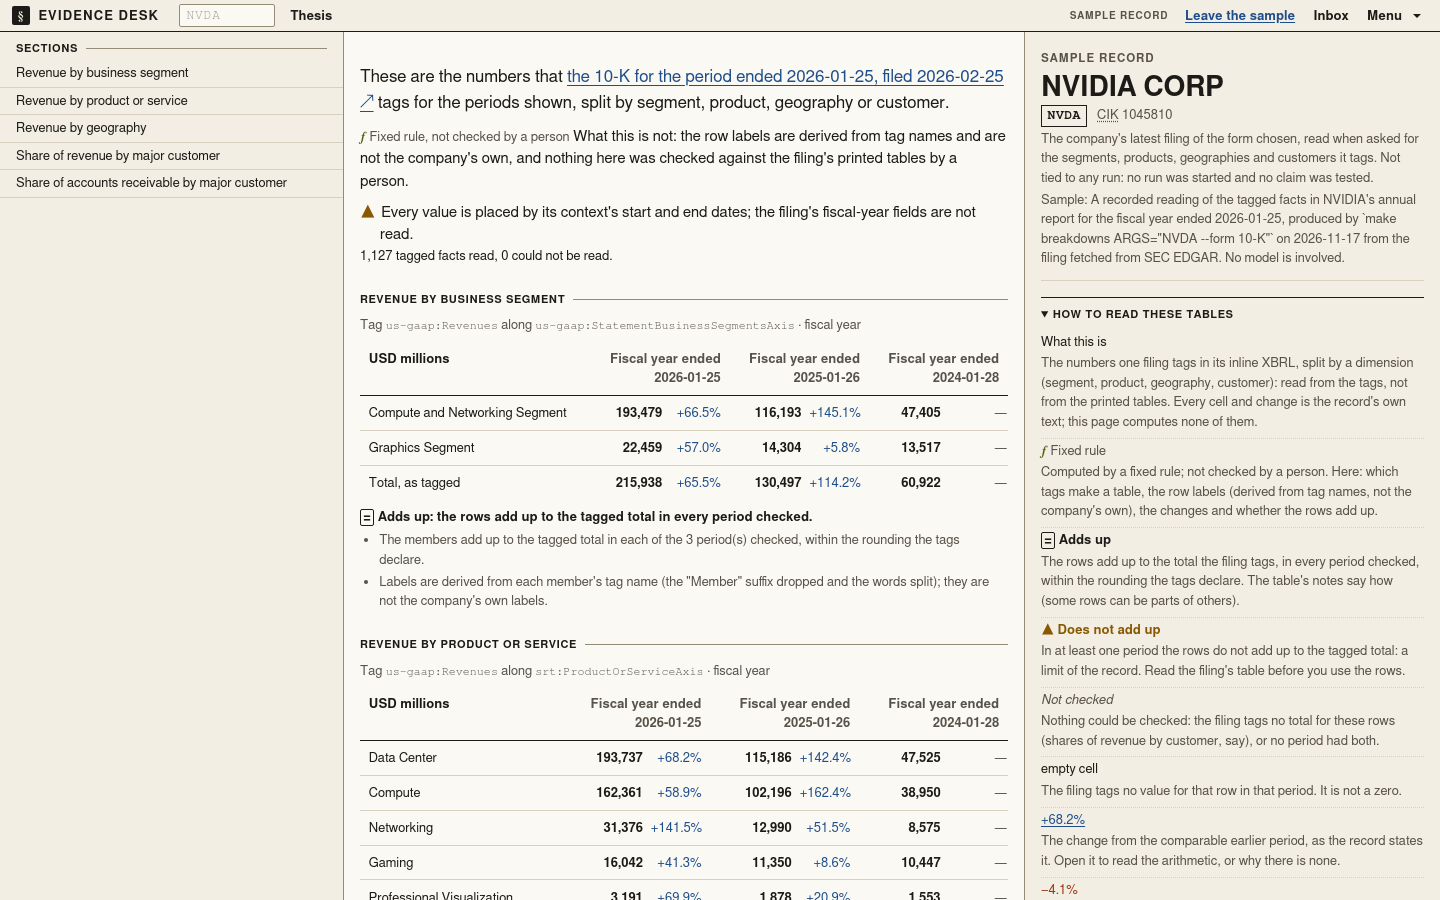 § EVIDENCE DESK NVDA Thesis SAMPLE RECORD Leave the sample Inbox Menu
SECTIONS
Revenue by business segment
Revenue by product or service
Revenue by geography
Share of revenue by major customer
Share of accounts receivable by major customer
These are the numbers that the 10-K for the period ended 2026-01-25, filed 2026-02-25
↗ tags for the periods shown, split by segment, product, geography or customer.
ƒ Fixed rule, not checked by a person What this is not: the row labels are derived from tag names and are
not the company's own, and nothing here was checked against the filing's printed tables by a
person.
▲ Every value is placed by its context's start and end dates; the filing's fiscal-year fields are not
read.
1,127 tagged facts read, 0 could not be read.
REVENUE BY BUSINESS SEGMENT
Tag us-gaap:Revenues along us-gaap:StatementBusinessSegmentsAxis · fiscal year
USD millions Fiscal year ended Fiscal year ended Fiscal year ended
2026-01-25 2025-01-26 2024-01-28
Compute and Networking Segment 193,479 +66.5% 116,193 +145.1% 47,405 —
Graphics Segment 22,459 +57.0% 14,304 +5.8% 13,517 —
Total, as tagged 215,938 +65.5% 130,497 +114.2% 60,922 —
= Adds up: the rows add up to the tagged total in every period checked.
• The members add up to the tagged total in each of the 3 period(s) checked, within the rounding the tags
declare.
• Labels are derived from each member's tag name (the "Member" suffix dropped and the words split); they are
not the company's own labels.
REVENUE BY PRODUCT OR SERVICE
Tag us-gaap:Revenues along srt:ProductOrServiceAxis · fiscal year
USD millions Fiscal year ended Fiscal year ended Fiscal year ended
2026-01-25 2025-01-26 2024-01-28
Data Center 193,737 +68.2% 115,186 +142.4% 47,525 —
Compute 162,361 +58.9% 102,196 +162.4% 38,950 —
Networking 31,376 +141.5% 12,990 +51.5% 8,575 —
Gaming 16,042 +41.3% 11,350 +8.6% 10,447 —
Professional Visualization 3,191 +69.9% 1,878 +20.9% 1,553 —
SAMPLE RECORD
NVIDIA CORP
NVDA CIK 1045810
The company's latest filing of the form chosen, read when asked for
the segments, products, geographies and customers it tags. Not
tied to any run: no run was started and no claim was tested.
Sample: A recorded reading of the tagged facts in NVIDIA's annual
report for the fiscal year ended 2026-01-25, produced by `make
breakdowns ARGS="NVDA --form 10-K"` on 2026-11-17 from the
filing fetched from SEC EDGAR. No model is involved.
▼ HOW TO READ THESE TABLES
What this is
The numbers one filing tags in its inline XBRL, split by a dimension
(segment, product, geography, customer): read from the tags, not
from the printed tables. Every cell and change is the record's own
text; this page computes none of them.
ƒ Fixed rule
Computed by a fixed rule; not checked by a person. Here: which
tags make a table, the row labels (derived from tag names, not the
company's own), the changes and whether the rows add up.
= Adds up
The rows add up to the total the filing tags, in every period checked,
within the rounding the tags declare. The table's notes say how
(some rows can be parts of others).
▲ Does not add up
In at least one period the rows do not add up to the tagged total: a
limit of the record. Read the filing's table before you use the rows.
Not checked
Nothing could be checked: the filing tags no total for these rows
(shares of revenue by customer, say), or no period had both.
empty cell
The filing tags no value for that row in that period. It is not a zero.
+68.2%
The change from the comparable earlier period, as the record states
it. Open it to read the arithmetic, or why there is none.
−4.1%